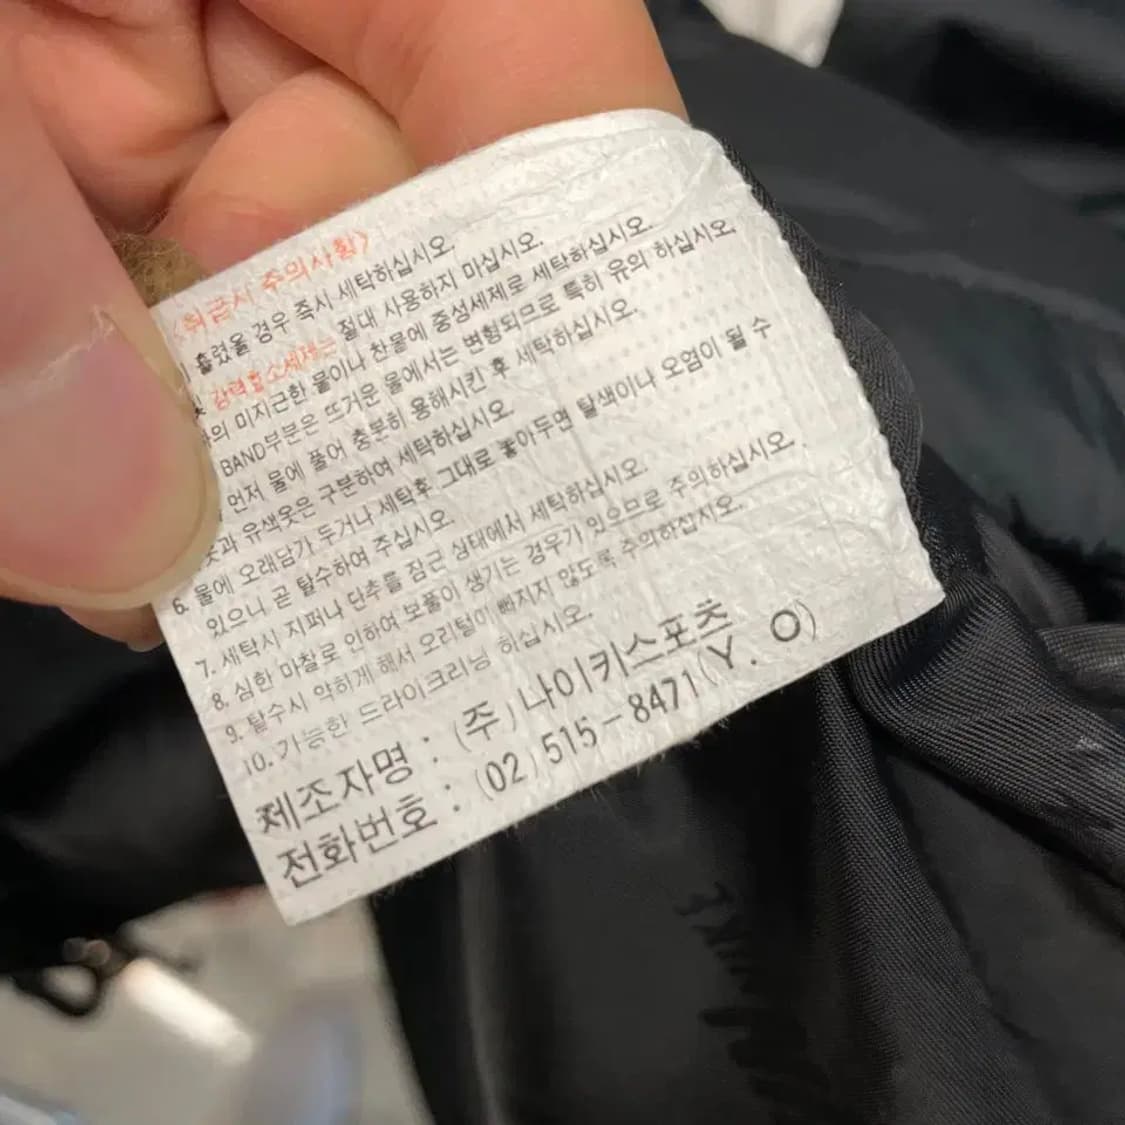 <취급시 주의사항>
흘렸을 경우 즉시 세탁하십시오.
강력효소세제는 절대 사용하지 마십시오.
의 미지근한 물이나 찬물에 중성세제로 세탁하십시오.
BAND부분은 뜨거운 물에서는 변형되므로 특히 유의 하십시오.
먼저 물에 풀어 충분히 용해시킨 후 세탁하십시오.
옷과 유색옷은 구분하여 세탁하십시오.
6. 물에 오래담가 두거나 세탁후 그대로 놓아두면 탈색이나 오염이 될 수
있으니 곧 탈수하여 주십시오.
7. 세탁시 지퍼나 단추를 잠근 상태에서 세탁하십시오.
8. 심한 마찰로 인하여 보풀이 생기는 경우가 있으므로 주의하십시오.
9. 탈수시 약하게 해서 오리털이 빠지지 않도록 주의하십시오.
10. 가능한 드라이크리닝 하십시오.
제조자명 : (주)나이키스포츠
전화번호 : (02)515-8471(Y.O)
NIKE